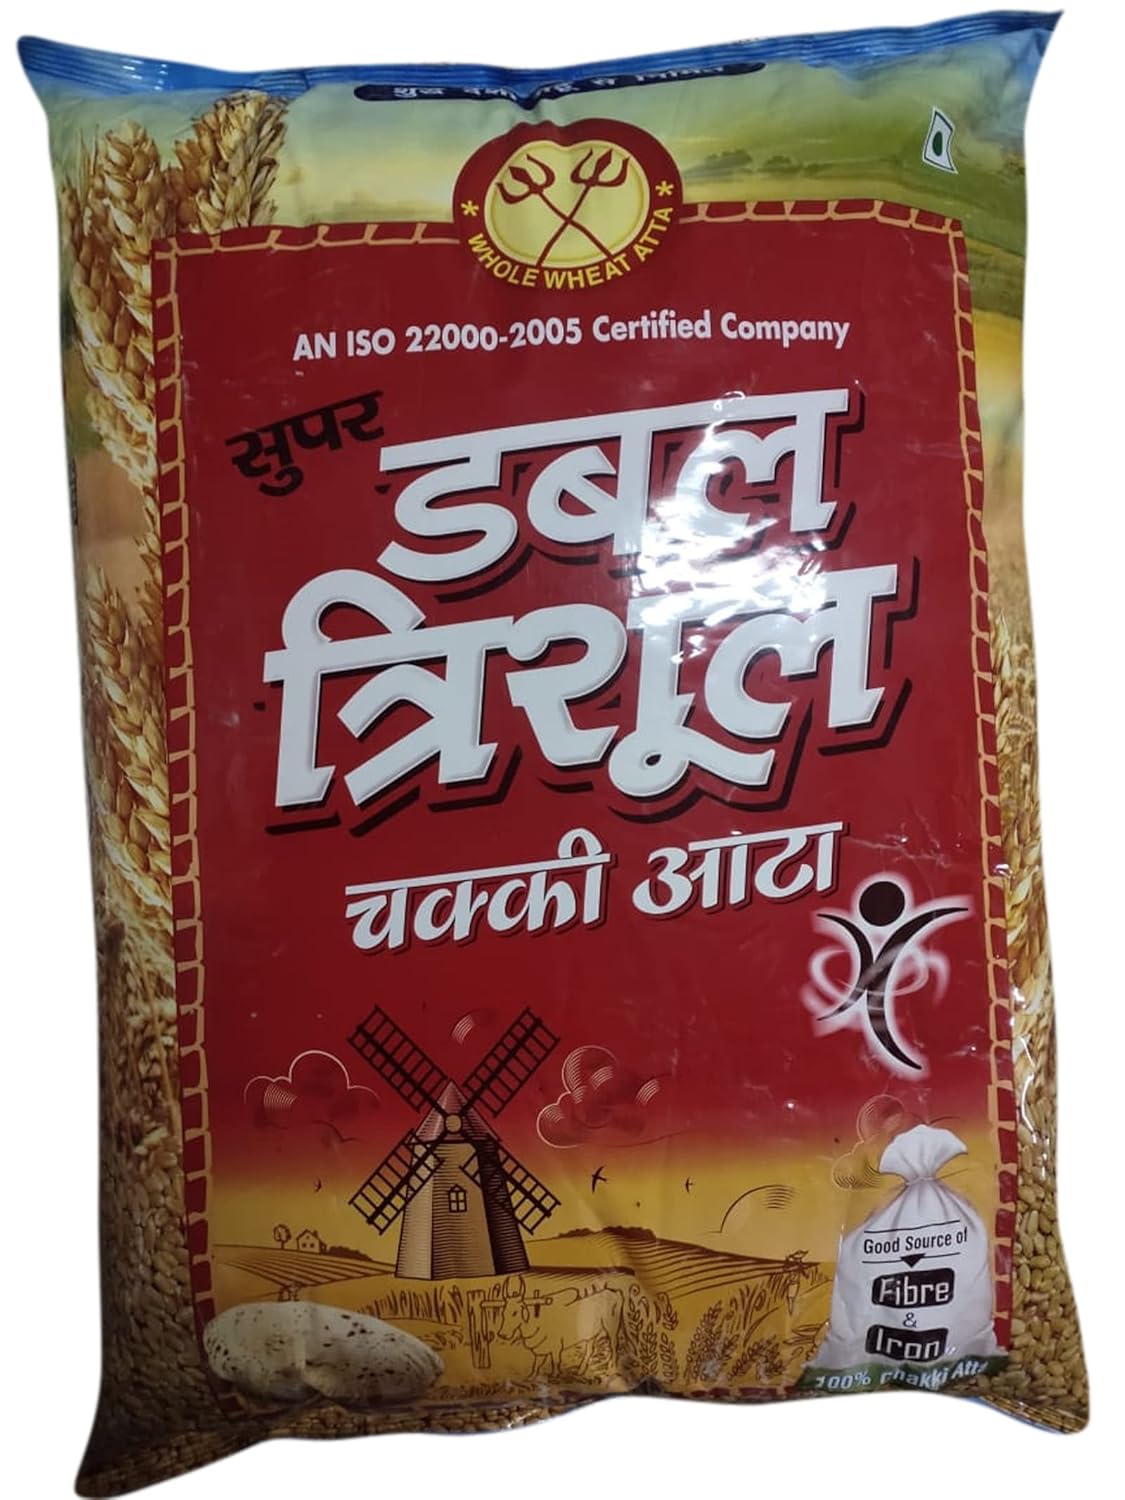 शुद्ध
से निर्मित
WHOLE WHEAT ATTA
AN ISO 22000-2005 Certified Company
सुपर
डबल
त्रिशूल
चक्की आटा
Good Source of
Fibre
&
Iron
100% Chakki Atta